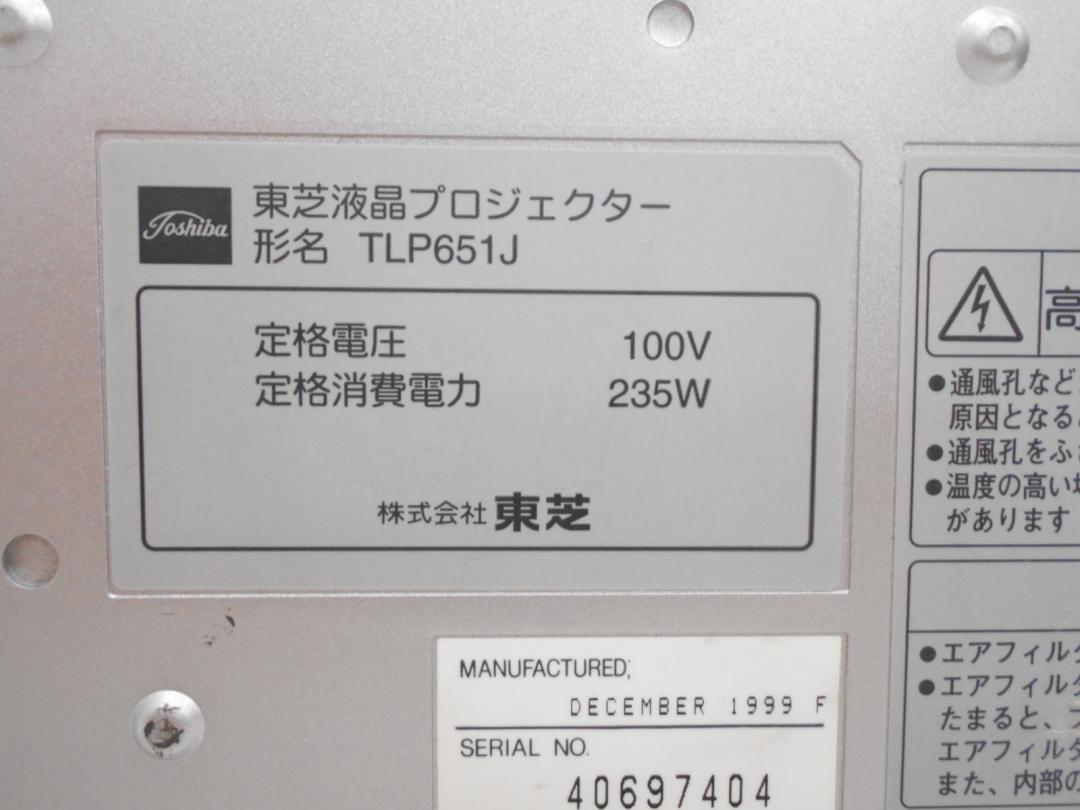 Toshiba
東芝液晶プロジェクター
形名 TLP651J
定格電圧 100V
定格消費電力 235W
株式会社 東芝
MANUFACTURED;
DECEMBER 1999 F
SERIAL NO.
40697404
高
●通風孔など
原因となる
●通風孔をふ
●温度の高い
があります
●エアフィル
●エアフィル
たまると、
エアフィル
また、内部の